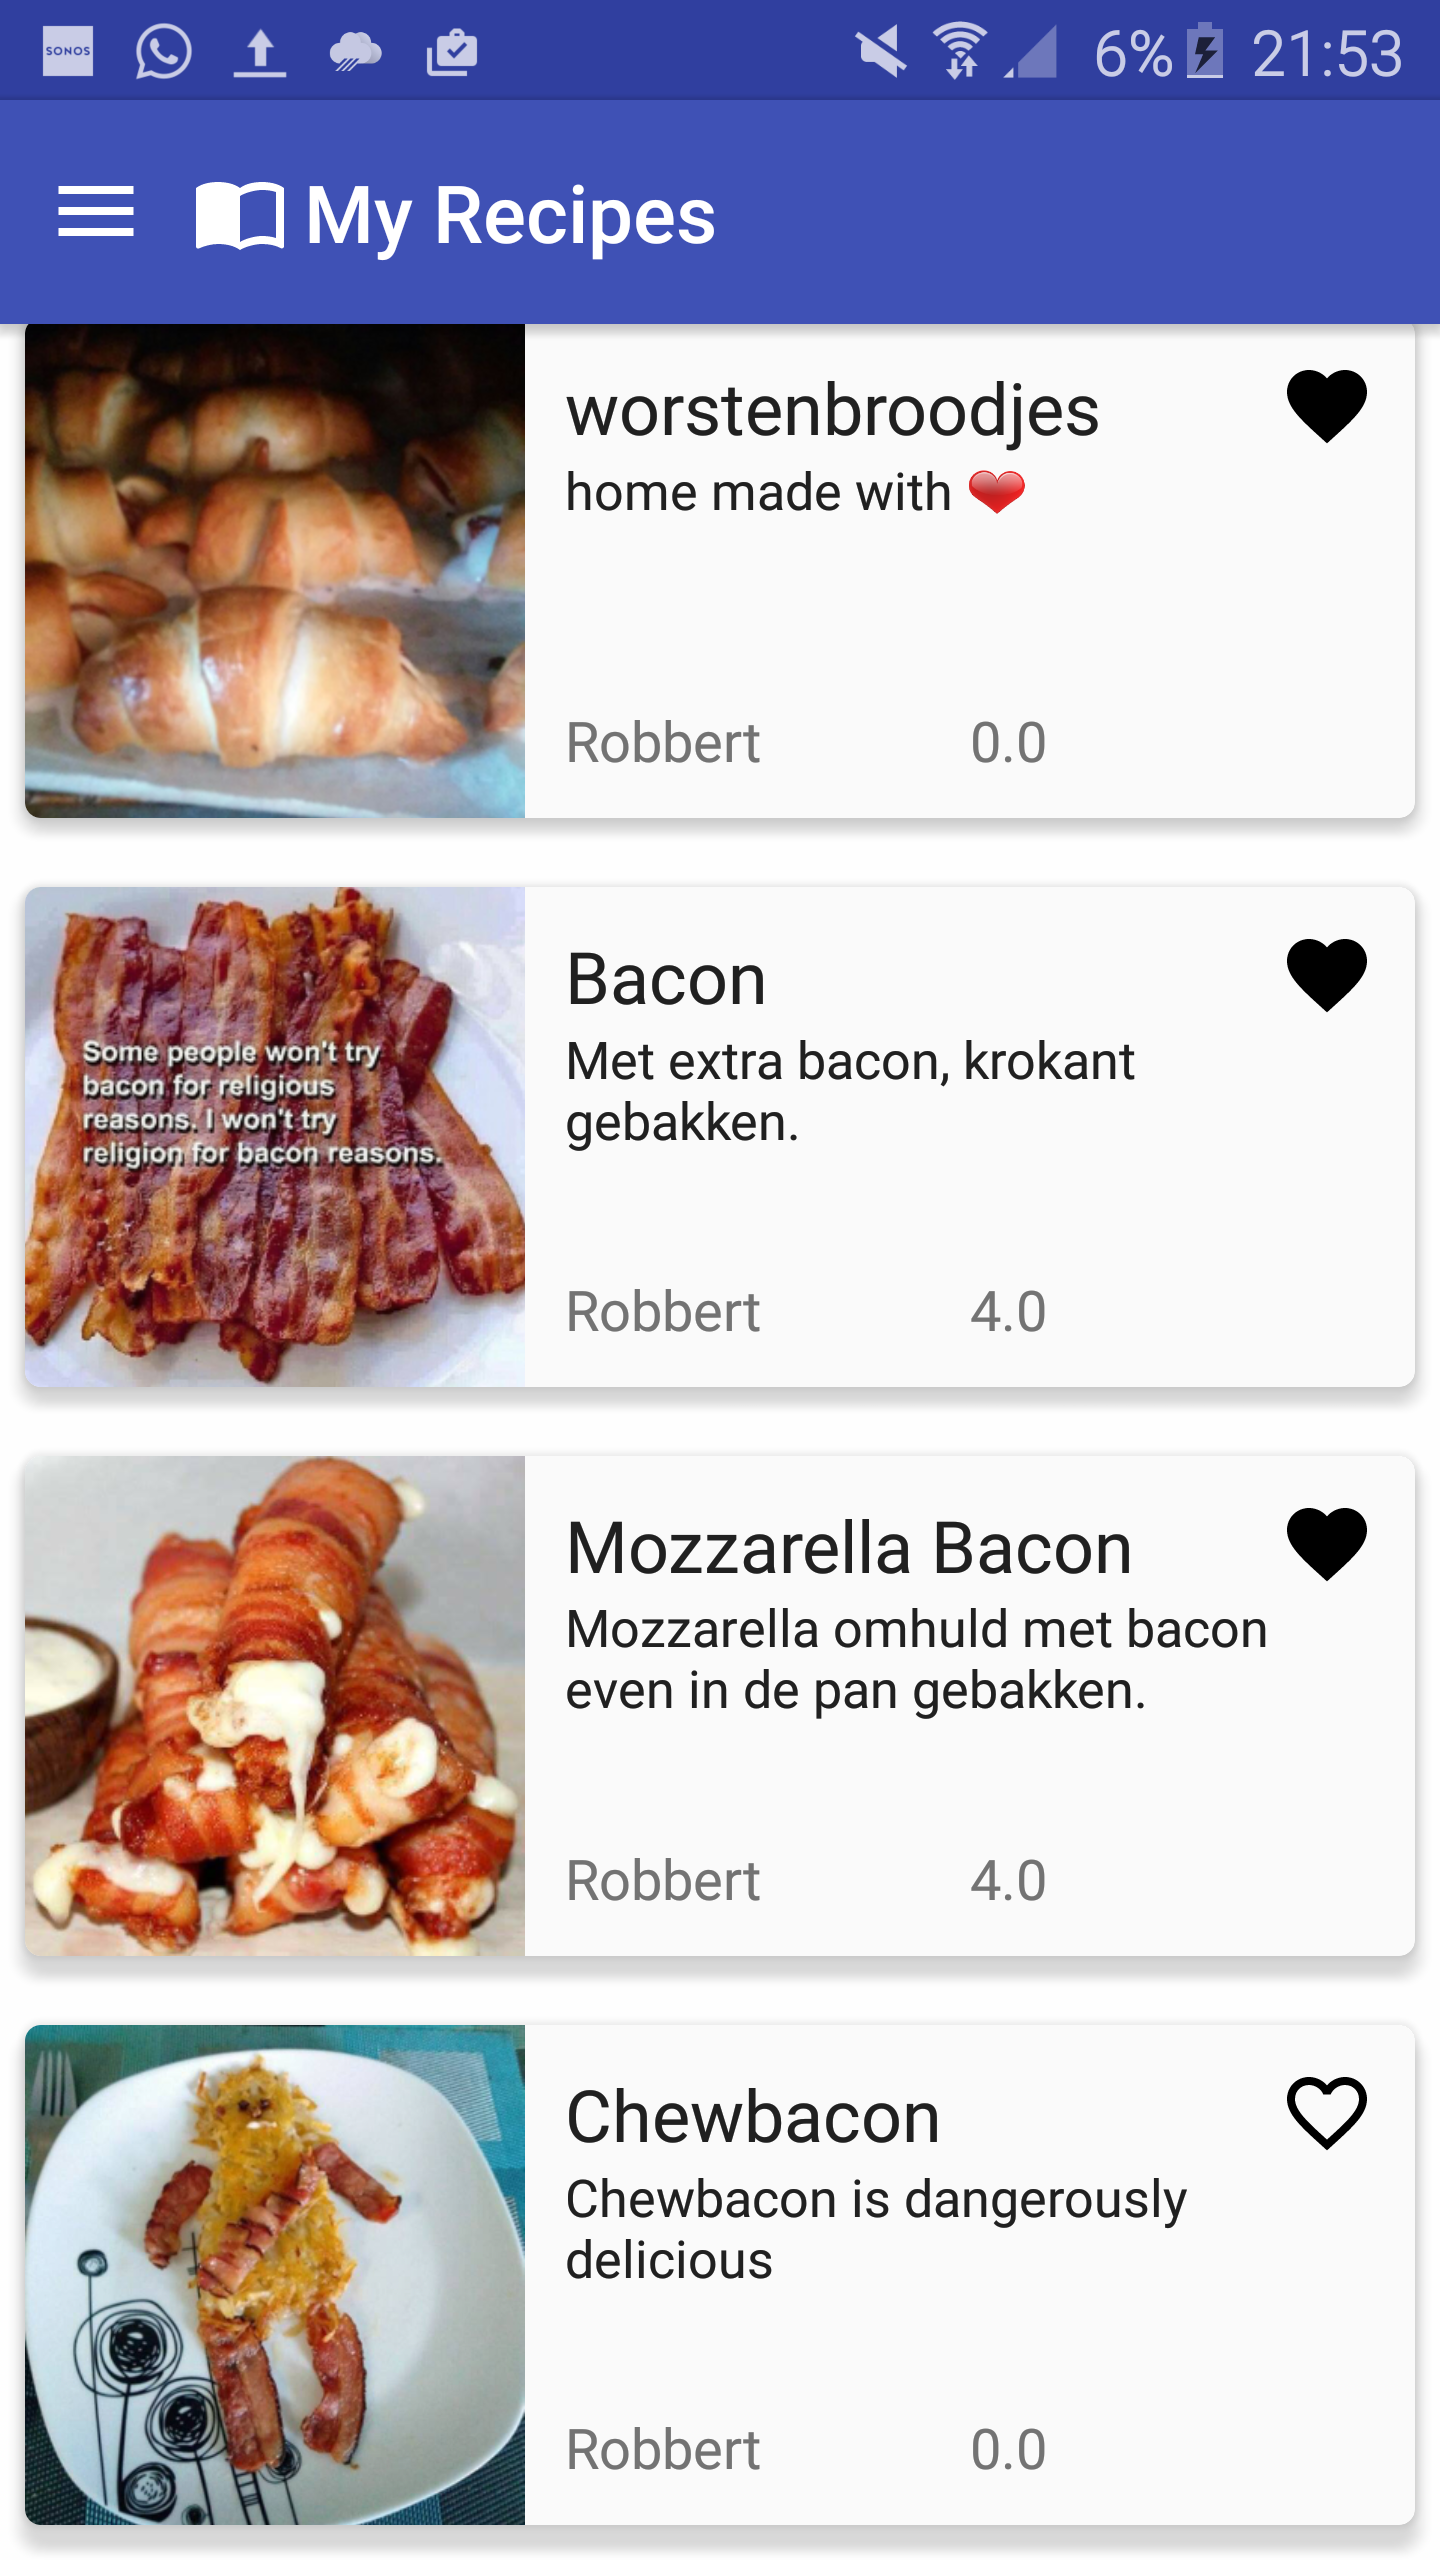 SONOS
6% 21:53
My Recipes
worstenbroodjes
home made with ❤️
Robbert 0.0
Bacon
Met extra bacon, krokant
gebakken.
Some people won't try
bacon for religious
reasons. I won't try
religion for bacon reasons.
Robbert 4.0
Mozzarella Bacon
Mozzarella omhuld met bacon
even in de pan gebakken.
Robbert 4.0
Chewbacon
Chewbacon is dangerously
delicious
Robbert 0.0